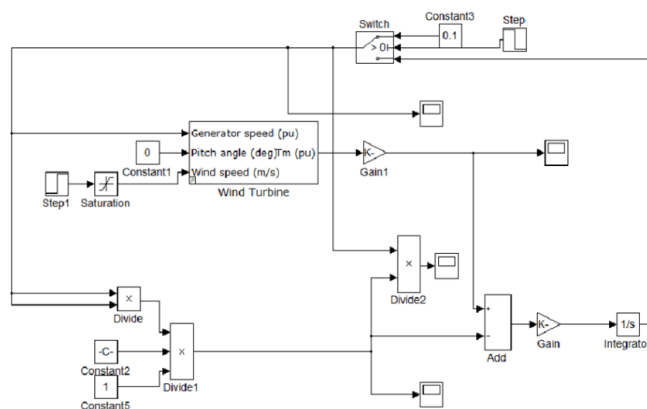 Constant3
Switch
Step
0.1
> 0
Generator speed (pu)
0
Pitch angle (deg)Tm (pu)
Constant1
Wind speed (m/s)
?
Wind Turbine
K-
Gain1
Step1
Saturation
x
Divide2
x
Divide
-C-
Constant2
x
1
Constant5
Divide1
+
-
Add
K-
Gain
1/s
Integrato